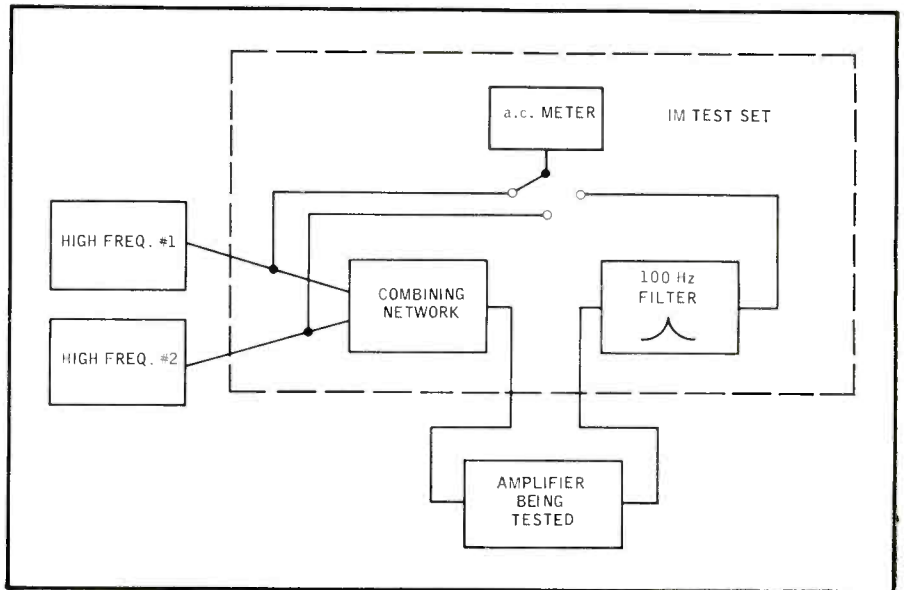 a.c. METER
IM TEST SET
HIGH FREQ. #1
COMBINING
NETWORK
100 Hz
FILTER
HIGH FREQ. #2
AMPLIFIER
BEING
TESTED